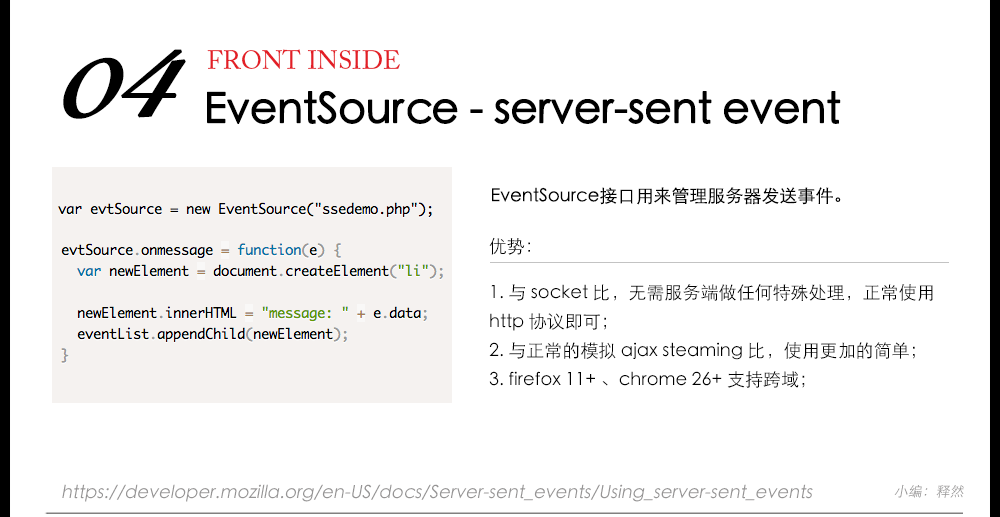 04
FRONT INSIDE
EventSource - server-sent event
var evtSource = new EventSource("ssedemo.php");
evtSource.onmessage = function(e) {
var newElement = document.createElement("li");
newElement.innerHTML = "message: " + e.data;
eventList.appendChild(newElement);
}
EventSource接口用来管理服务器发送事件。
优势：
1. 与 socket 比，无需服务端做任何特殊处理，正常使用
http 协议即可；
2. 与正常的模拟 ajax steaming 比，使用更加的简单；
3. firefox 11+ 、chrome 26+ 支持跨域；
https://developer.mozilla.org/en-US/docs/Server-sent_events/Using_server-sent_events
小编：释然